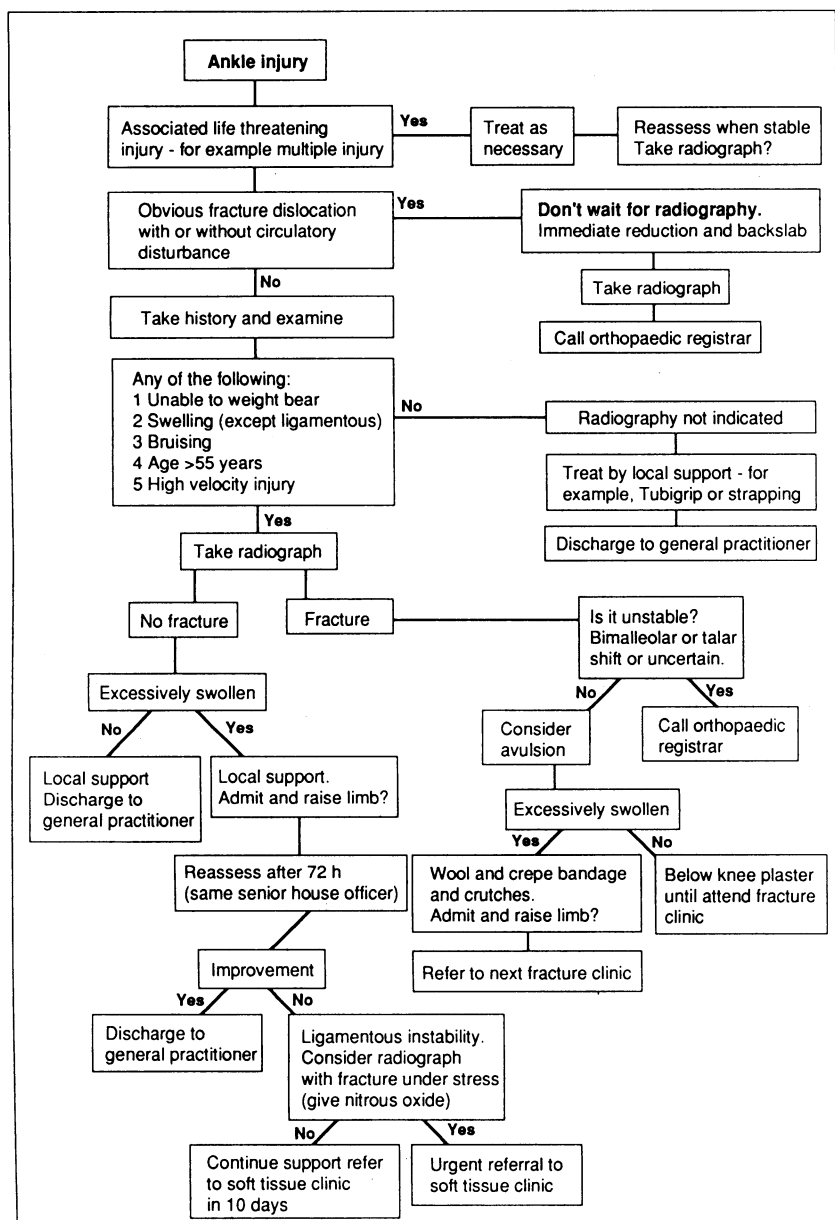 Ankle injury
Associated life threatening
injury - for example multiple injury
Yes
Treat as
necessary
Reassess when stable
Take radiograph?
Obvious fracture dislocation
with or without circulatory
disturbance
Yes
Don't wait for radiography.
Immediate reduction and backslab
Take radiograph
Call orthopaedic registrar
No
Take history and examine
Any of the following:
1 Unable to weight bear
2 Swelling (except ligamentous)
3 Bruising
4 Age >55 years
5 High velocity injury
No
Radiography not indicated
Treat by local support - for
example, Tubigrip or strapping
Discharge to general practitioner
Yes
Take radiograph
No fracture
Fracture
Is it unstable?
Bimalleolar or talar
shift or uncertain.
Excessively swollen
No
Yes
No
Yes
Consider
avulsion
Call orthopaedic
registrar
Local support
Discharge to
general practitioner
Local support.
Admit and raise limb?
Excessively swollen
Yes
No
Reassess after 72 h
(same senior house officer)
Wool and crepe bandage
and crutches.
Admit and raise limb?
Below knee plaster
until attend fracture
clinic
Improvement
Refer to next fracture clinic
Yes
No
Discharge to
general practitioner
Ligamentous instability.
Consider radiograph
with fracture under stress
(give nitrous oxide)
No
Yes
Continue support refer
to soft tissue clinic
in 10 days
Urgent referral to
soft tissue clinic